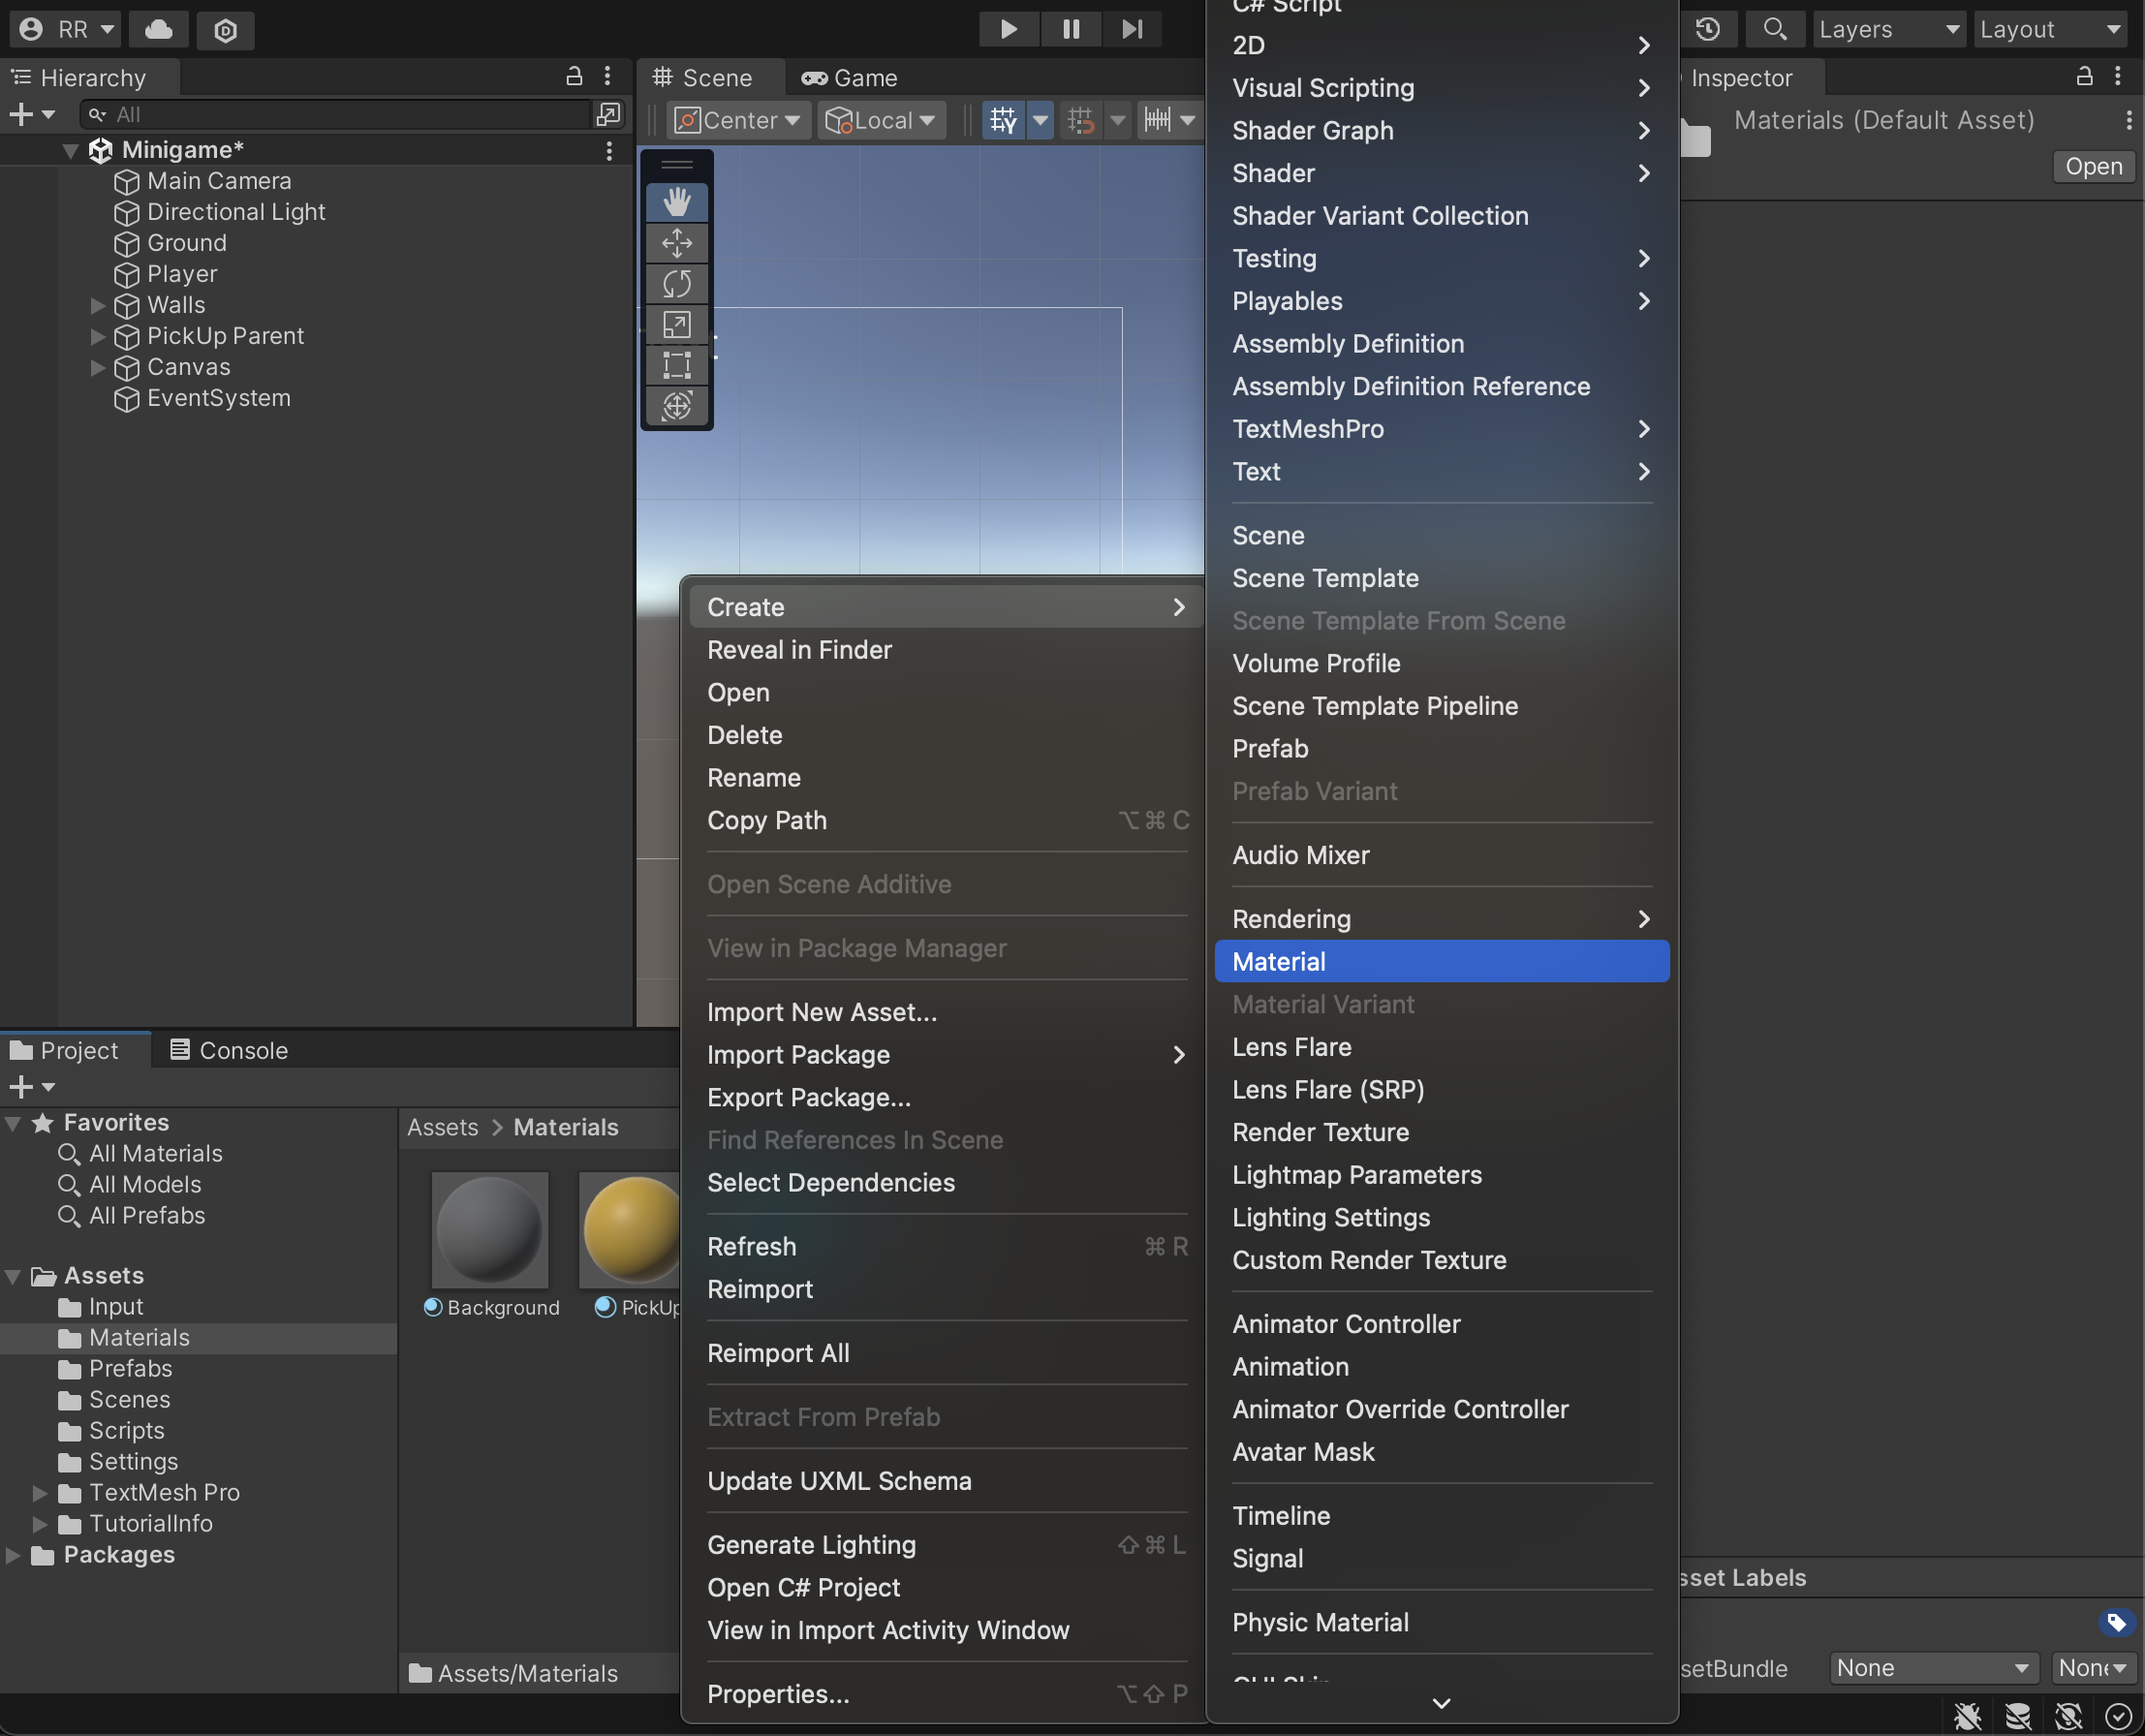 RR
Layers
Layout
Hierarchy
All
Minigame*
Main Camera
Directional Light
Ground
Player
Walls
PickUp Parent
Canvas
EventSystem
Scene
Game
Center
Local
Create
Reveal in Finder
Open
Delete
Rename
Copy Path ⌥⌘C
Open Scene Additive
View in Package Manager
Import New Asset...
Import Package
Export Package...
Find References In Scene
Select Dependencies
Refresh ⌘R
Reimport
Reimport All
Extract From Prefab
Update UXML Schema
Generate Lighting ⇧⌘L
Open C# Project
View in Import Activity Window
Properties... ⌥⇧P
C# Script
2D
Visual Scripting
Shader Graph
Shader
Shader Variant Collection
Testing
Playables
Assembly Definition
Assembly Definition Reference
TextMeshPro
Text
Scene
Scene Template
Scene Template From Scene
Volume Profile
Scene Template Pipeline
Prefab
Prefab Variant
Audio Mixer
Rendering
Material
Material Variant
Lens Flare
Lens Flare (SRP)
Render Texture
Lightmap Parameters
Lighting Settings
Custom Render Texture
Animator Controller
Animation
Animator Override Controller
Avatar Mask
Timeline
Signal
Physic Material
Inspector
Materials (Default Asset)
Open
sset Labels
setBundle
None
Non
Project
Console
Favorites
All Materials
All Models
All Prefabs
Assets
Input
Materials
Prefabs
Scenes
Scripts
Settings
TextMesh Pro
TutorialInfo
Packages
Assets > Materials
Background
PickUp
Assets/Materials